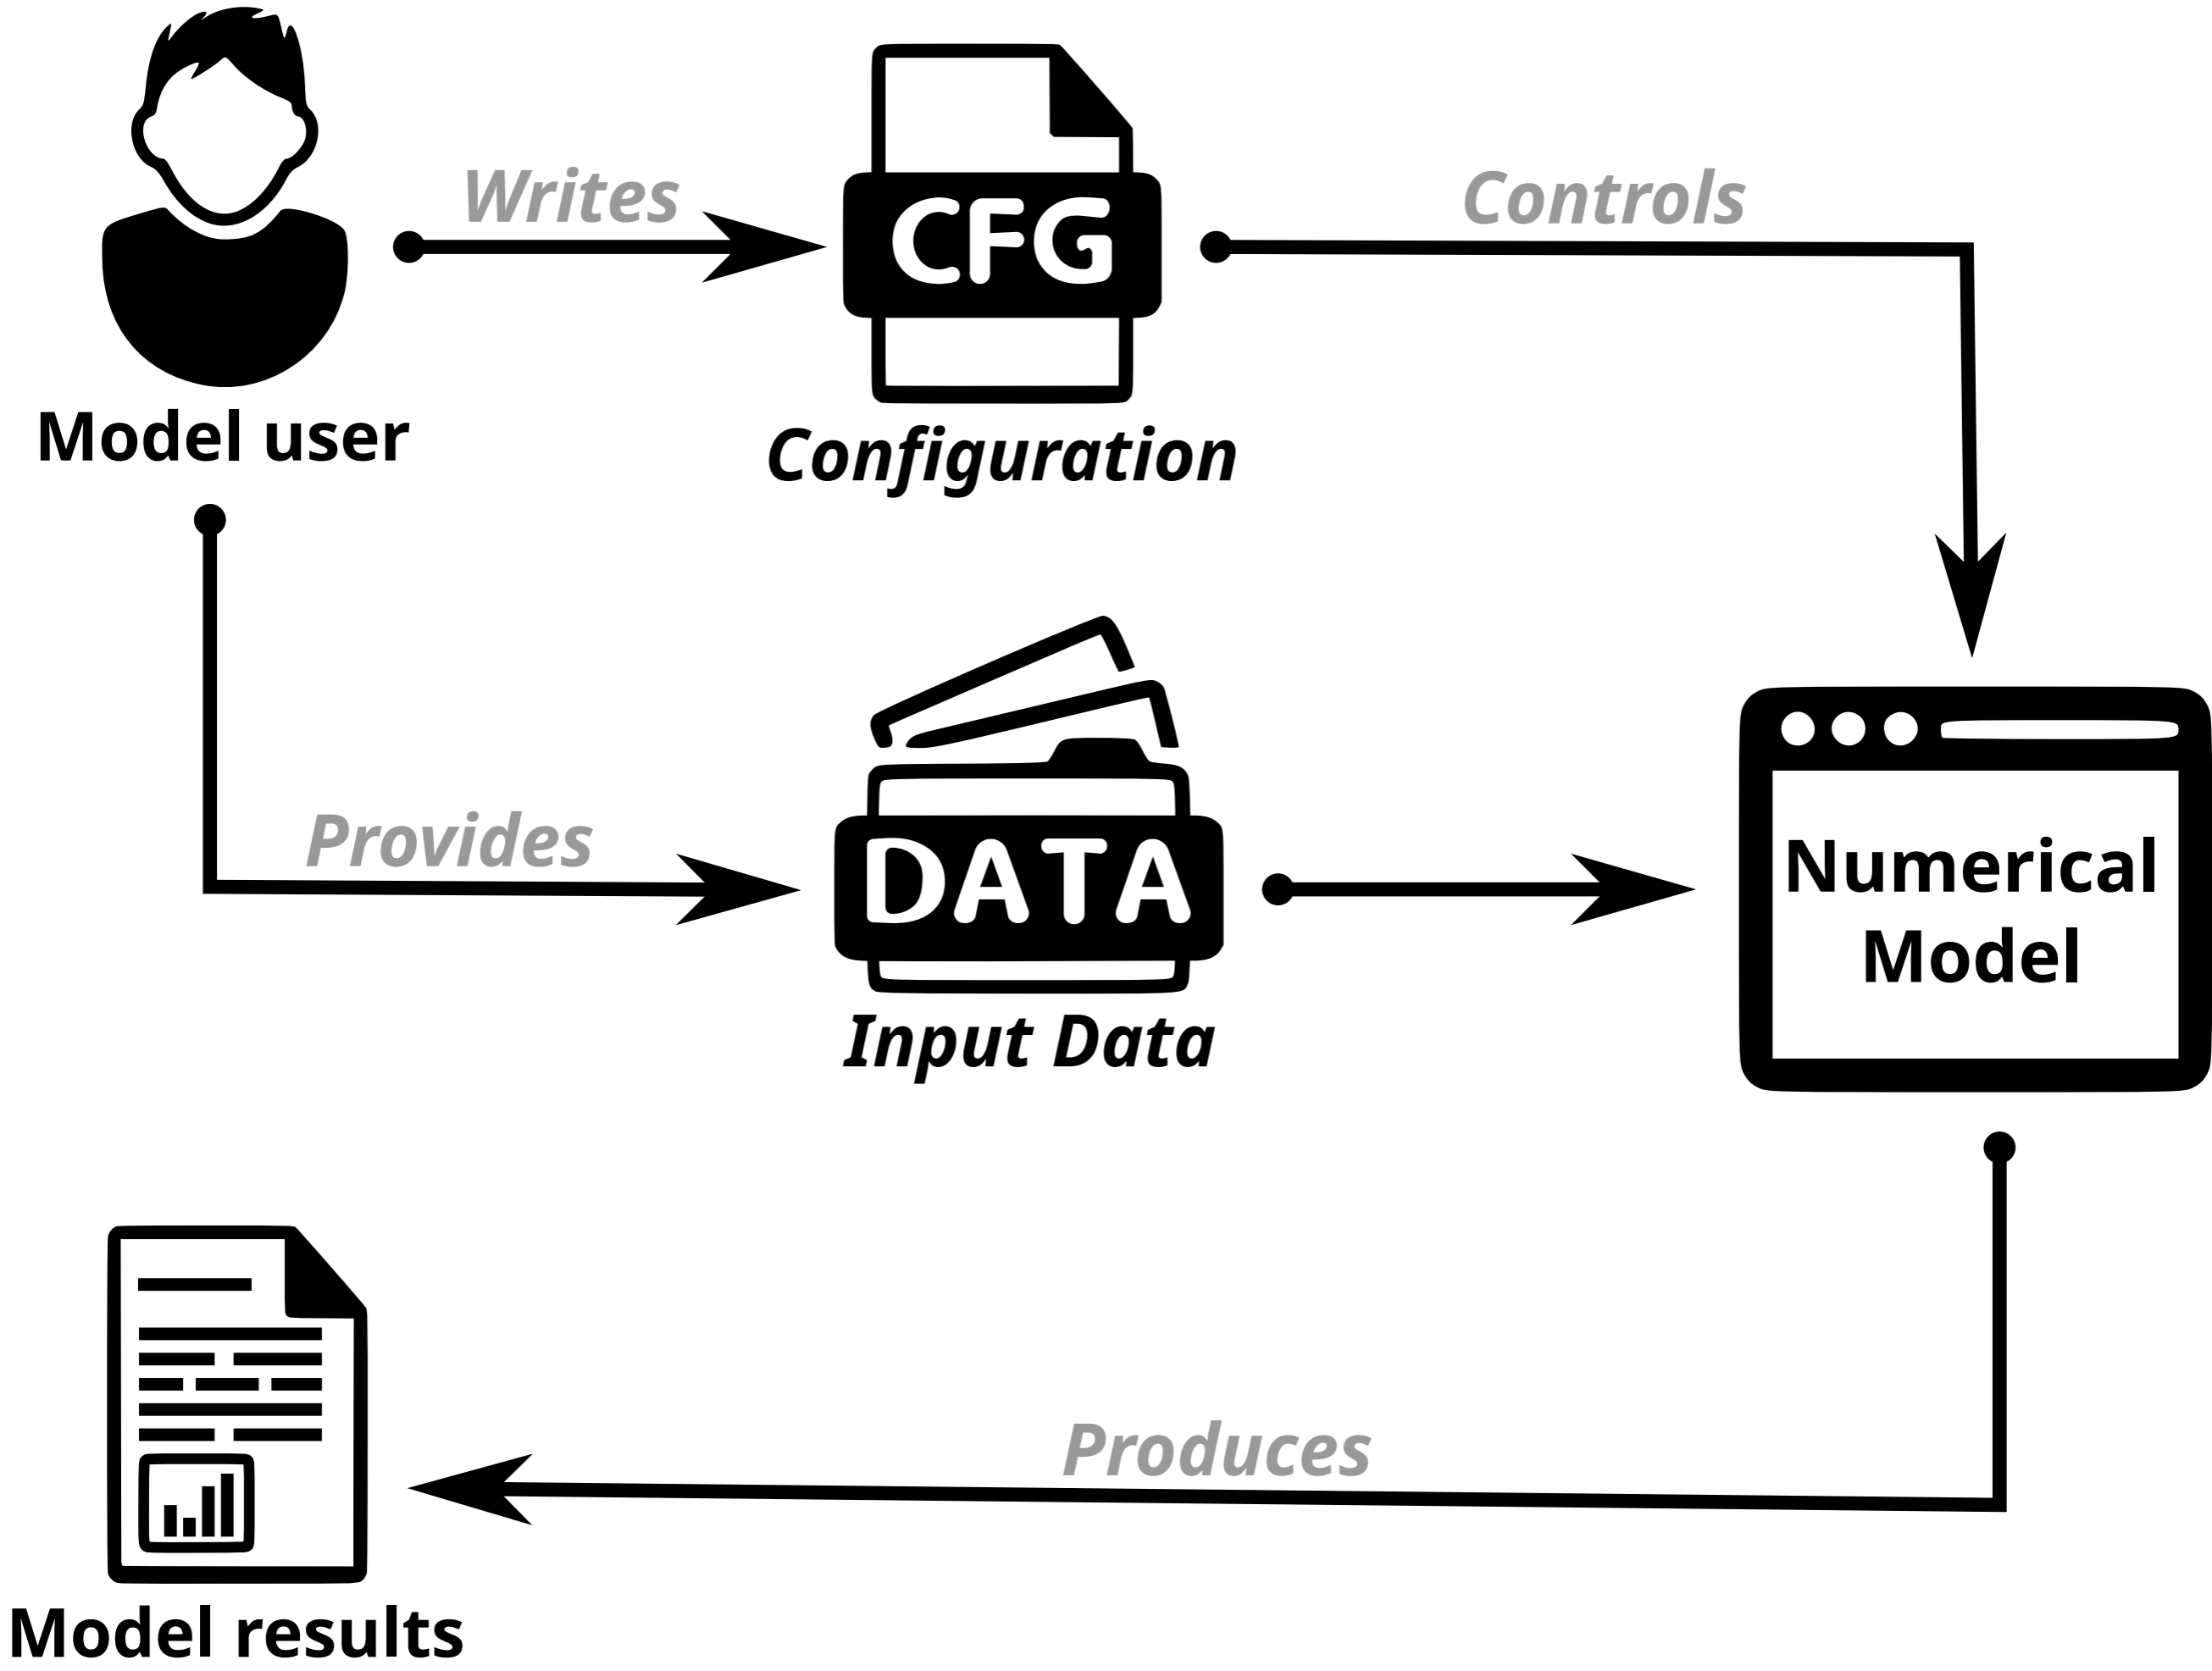 Writes
Controls
CFG
Model user
Configuration
Provides
DATA
Numerical
Model
Input Data
Produces
Model results